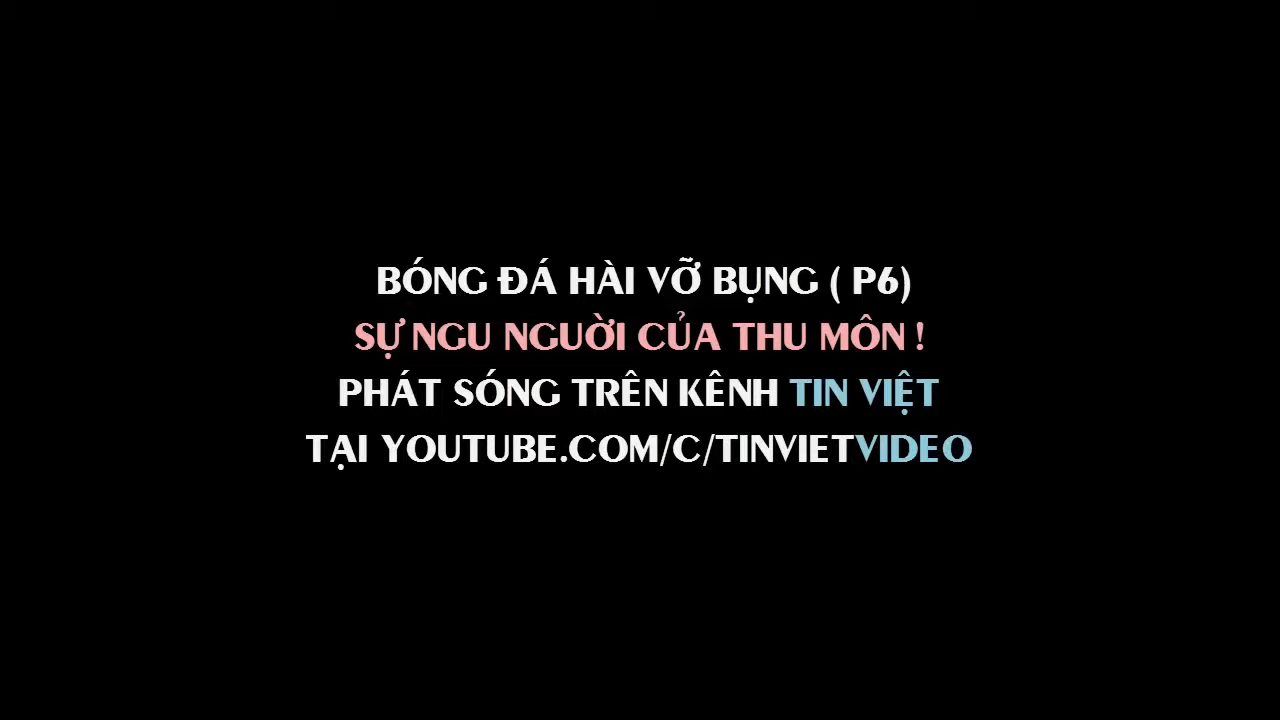 BÓNG ĐÁ HÀI VỠ BỤNG ( P6)
SỰ NGU NGUỜI CỦA THU MÔN !
PHÁT SÓNG TRÊN KÊNH TIN VIỆT
TẠI YOUTUBE.COM/C/TINVIETVIDEO